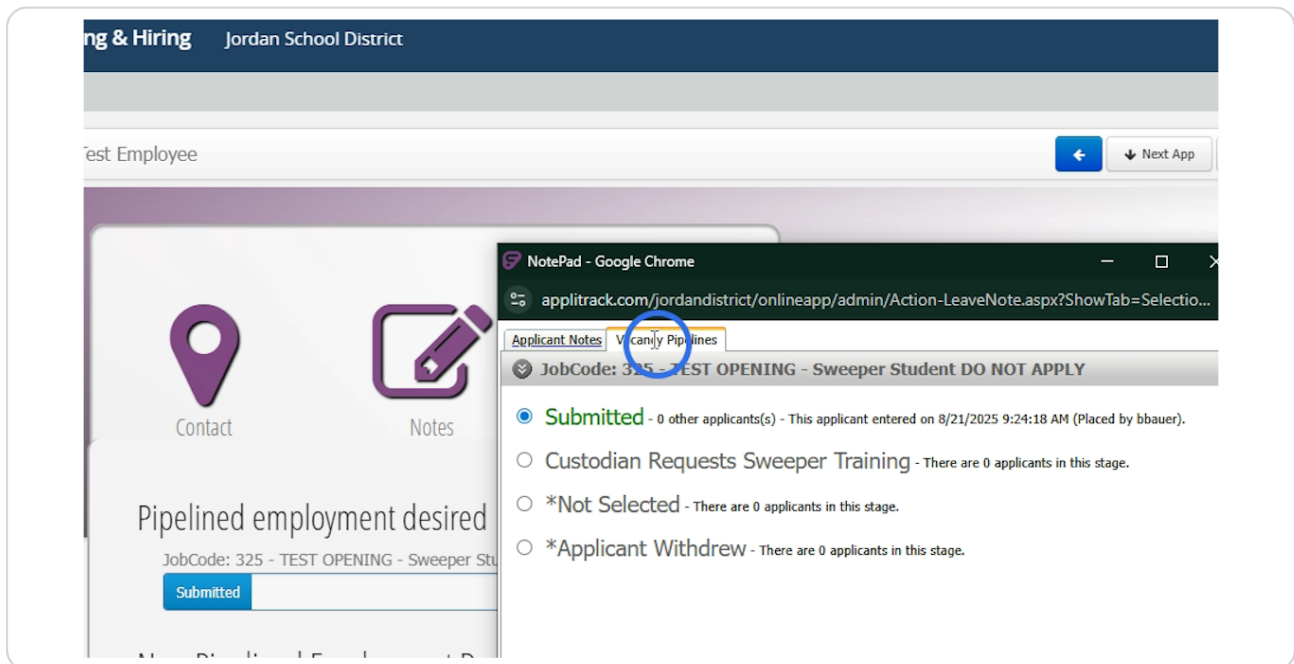 ng & Hiring Jordan School District
Test Employee
Next App
NotePad - Google Chrome
applitrack.com/jordandistrict/onlineapp/admin/Action-LeaveNote.aspx?ShowTab=Selectio...
Applicant Notes Vacancy Pipelines
JobCode: 325 - TEST OPENING - Sweeper Student DO NOT APPLY
Submitted - 0 other applicants(s) - This applicant entered on 8/21/2025 9:24:18 AM (Placed by bbauer).
Custodian Requests Sweeper Training - There are 0 applicants in this stage.
*Not Selected - There are 0 applicants in this stage.
*Applicant Withdrew - There are 0 applicants in this stage.
Contact
Notes
Pipelined employment desired
JobCode: 325 - TEST OPENING - Sweeper Stu
Submitted